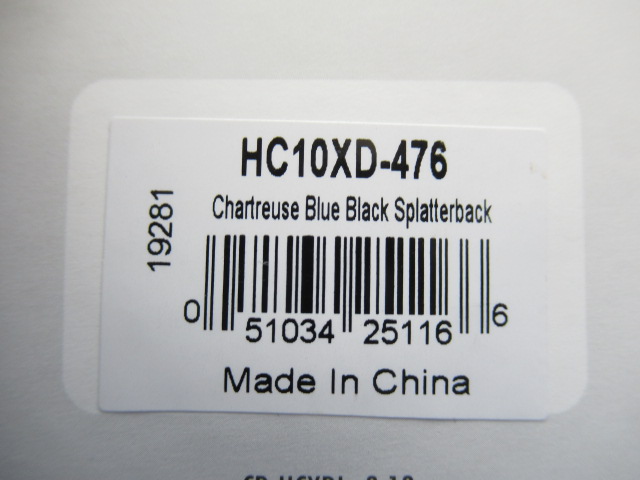 HC10XD-476
Chartreuse Blue Black Splatterback
19281
0 51034 25116 6
Made In China